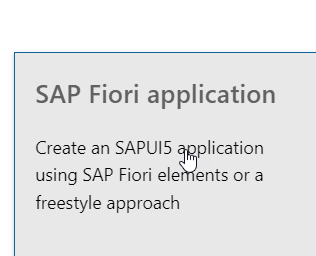 SAP Fiori application
Create an SAPUI5 application
using SAP Fiori elements or a
freestyle approach